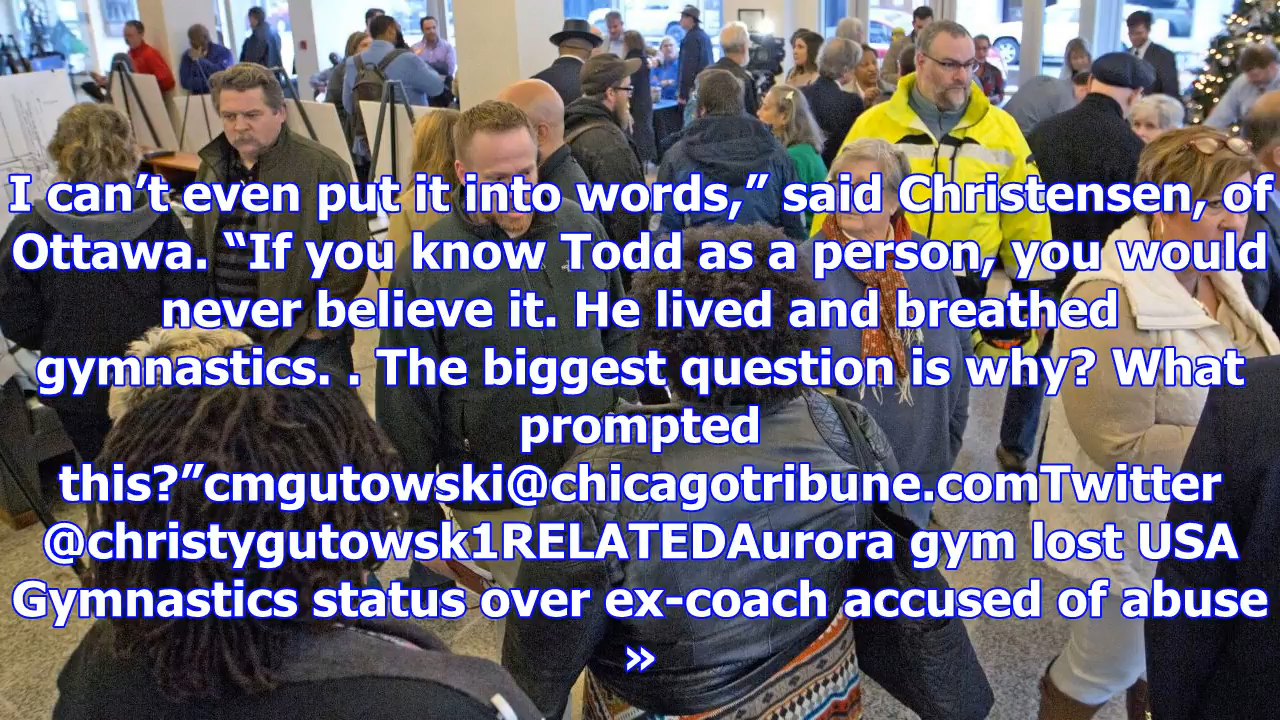 I can’t even put it into words,” said Christensen, of
Ottawa. “If you know Todd as a person, you would
never believe it. He lived and breathed
gymnastics. . The biggest question is why? What
prompted
this?”cmgutowski@chicagotribune.comTwitter
@christygutowsk1RELATEDAurora gym lost USA
Gymnastics status over ex-coach accused of abuse
»